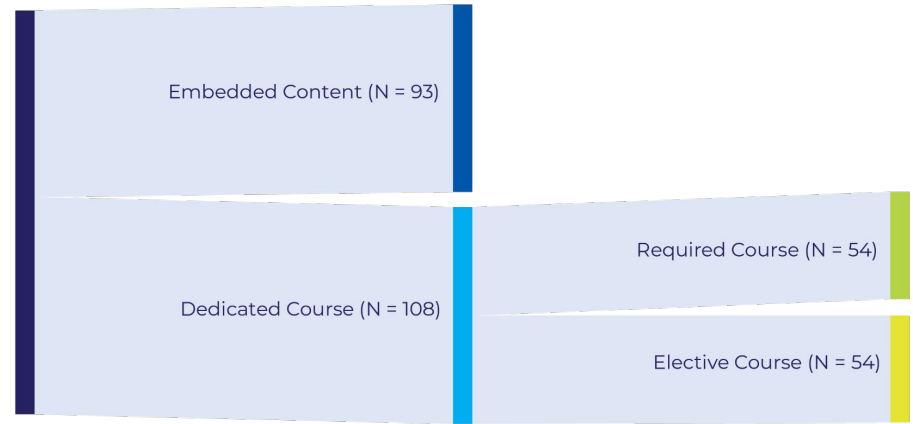 Embedded Content (N = 93)
Required Course (N = 54)
Dedicated Course (N = 108)
Elective Course (N = 54)